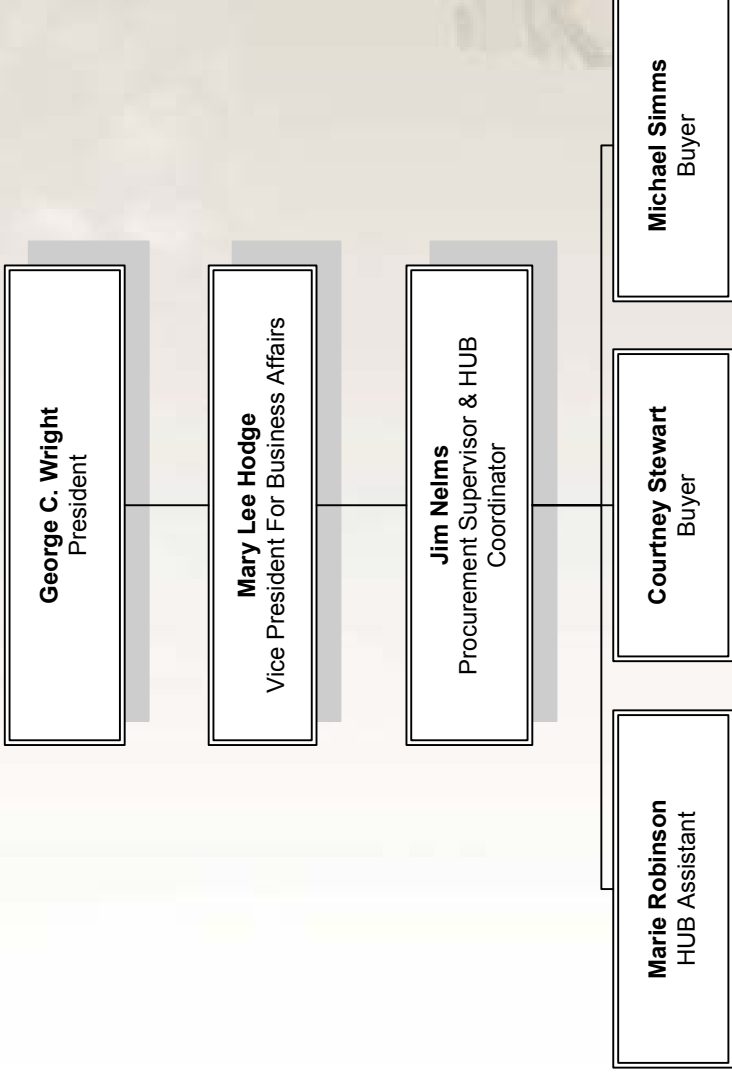 George C. Wright
President
Mary Lee Hodge
Vice President For Business Affairs
Jim Nelms
Procurement Supervisor & HUB
Coordinator
Marie Robinson
HUB Assistant
Courtney Stewart
Buyer
Michael Simms
Buyer